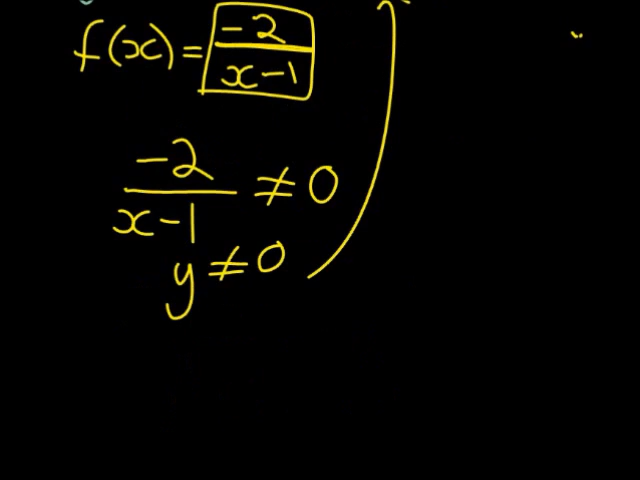 f(x) = -2/x-1
-2/x-1 ≠ 0
y ≠ 0